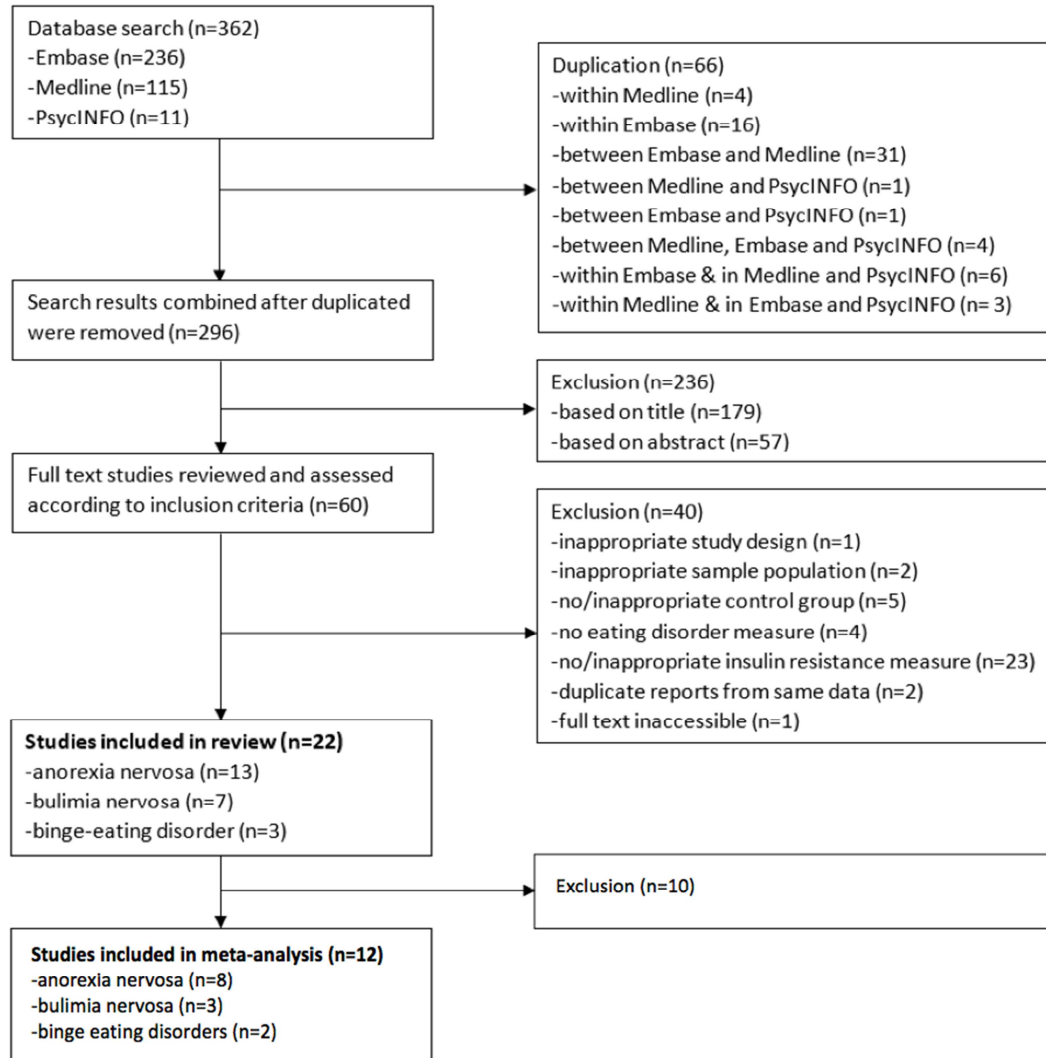 Database search (n=362)
-Embase (n=236)
-Medline (n=115)
-PsycINFO (n=11)
Duplication (n=66)
-within Medline (n=4)
-within Embase (n=16)
-between Embase and Medline (n=31)
-between Medline and PsycINFO (n=1)
-between Embase and PsycINFO (n=1)
-between Medline, Embase and PsycINFO (n=4)
-within Embase & in Medline and PsycINFO (n=6)
-within Medline & in Embase and PsycINFO (n= 3)
Search results combined after duplicated
were removed (n=296)
Exclusion (n=236)
-based on title (n=179)
-based on abstract (n=57)
Full text studies reviewed and assessed
according to inclusion criteria (n=60)
Exclusion (n=40)
-inappropriate study design (n=1)
-inappropriate sample population (n=2)
-no/inappropriate control group (n=5)
-no eating disorder measure (n=4)
-no/inappropriate insulin resistance measure (n=23)
-duplicate reports from same data (n=2)
-full text inaccessible (n=1)
Studies included in review (n=22)
-anorexia nervosa (n=13)
-bulimia nervosa (n=7)
-binge-eating disorder (n=3)
Exclusion (n=10)
Studies included in meta-analysis (n=12)
-anorexia nervosa (n=8)
-bulimia nervosa (n=3)
-binge eating disorders (n=2)